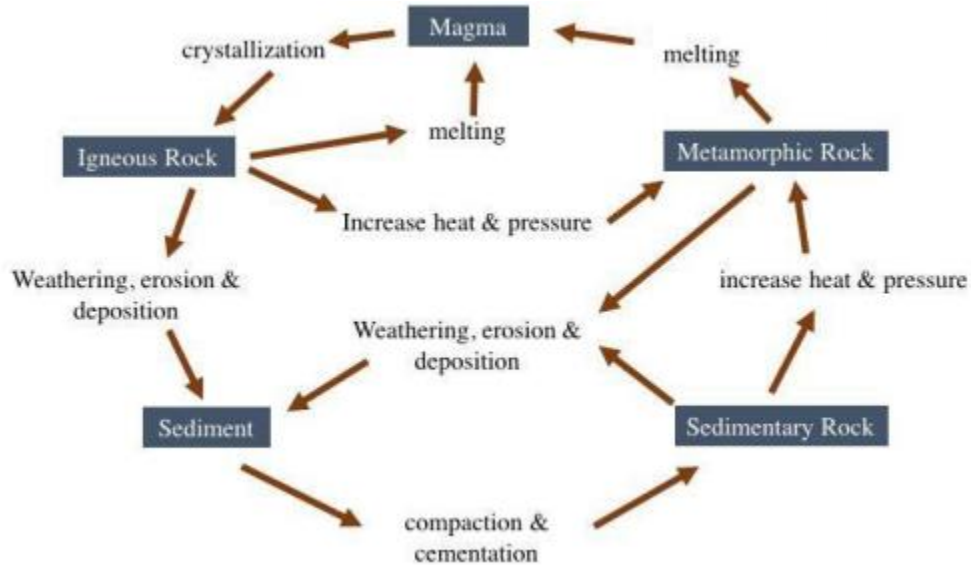 Magma
crystallization
melting
melting
Igneous Rock
Metamorphic Rock
Increase heat & pressure
Weathering, erosion &
deposition
increase heat & pressure
Weathering, erosion &
deposition
Sediment
Sedimentary Rock
compaction &
cementation